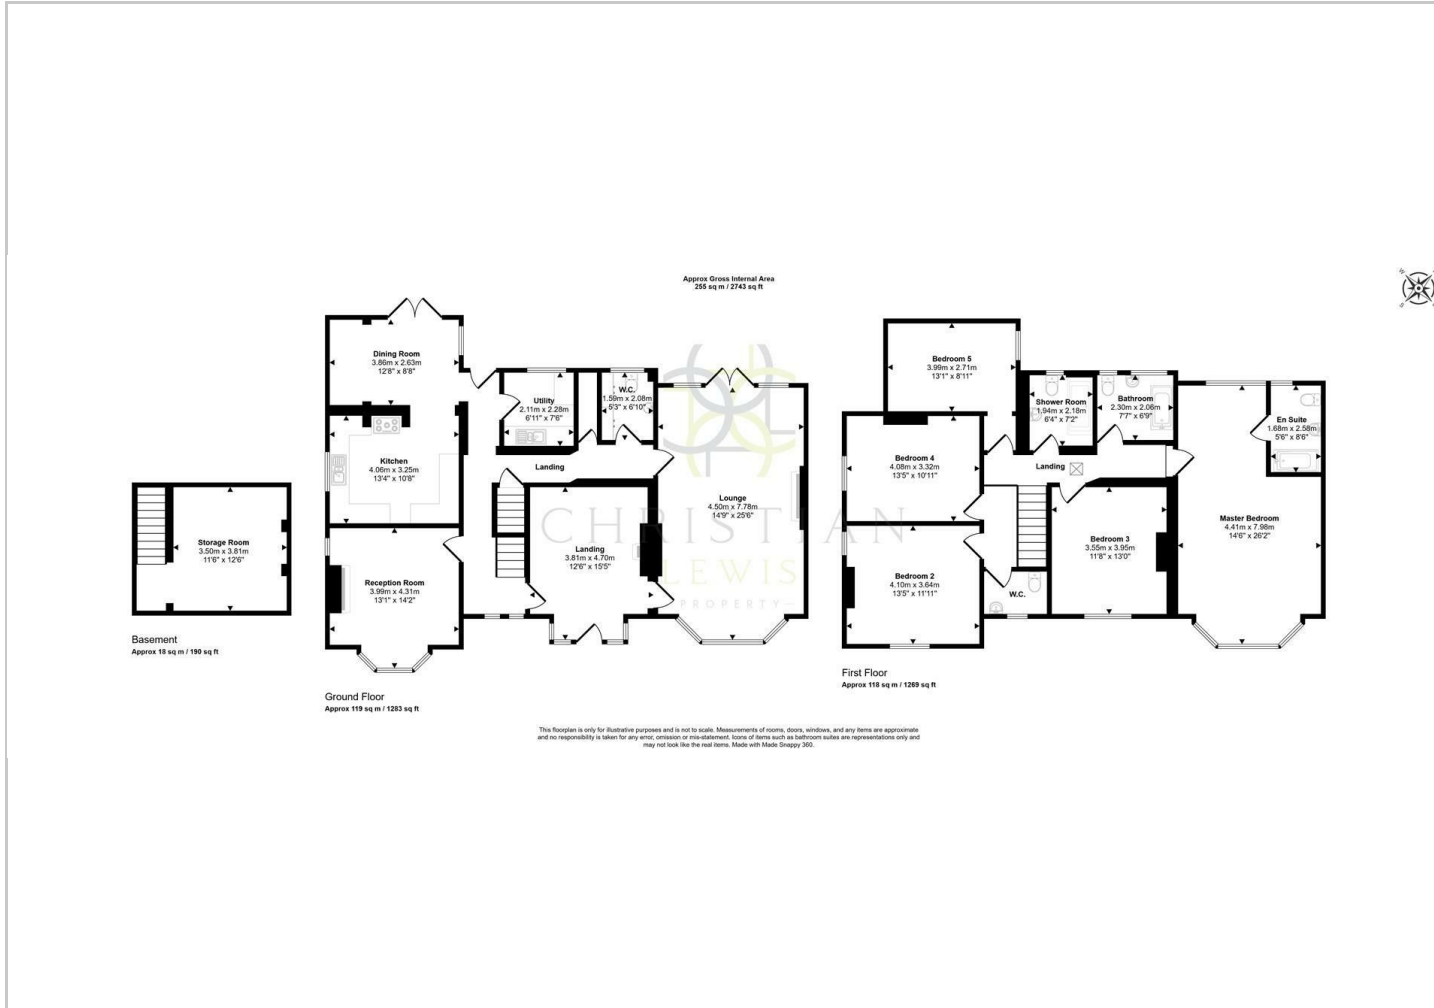 Approx Gross Internal Area
255 sq m / 2743 sq ft
Dining Room
3.86m x 2.63m
12'8" x 8'8"
Utility
2.11m x 2.28m
6'11" x 7'6"
W.C.
1.59m x 2.08m
5'3" x 6'10"
Kitchen
4.06m x 3.25m
13'4" x 10'8"
Landing
Lounge
4.50m x 7.78m
14'9" x 25'6"
Storage Room
3.50m x 3.81m
11'6" x 12'6"
Landing
3.81m x 4.70m
12'6" x 15'5"
Reception Room
3.99m x 4.31m
13'1" x 14'2"
Basement
Approx 18 sq m / 190 sq ft
Ground Floor
Approx 119 sq m / 1283 sq ft
CHRISTIAN
LEWIS
PROPERTY
Bedroom 5
3.99m x 2.71m
13'1" x 8'11"
Shower Room
1.94m x 2.18m
6'4" x 7'2"
Bathroom
2.30m x 2.06m
7'7" x 6'9"
En Suite
1.68m x 2.58m
5'6" x 8'6"
Bedroom 4
4.08m x 3.32m
13'5" x 10'11"
Landing
Master Bedroom
4.41m x 7.98m
14'6" x 26'2"
Bedroom 3
3.55m x 3.95m
11'8" x 13'0"
Bedroom 2
4.10m x 3.64m
13'5" x 11'11"
W.C.
First Floor
Approx 118 sq m / 1269 sq ft
This floorplan is only for illustrative purposes and is not to scale. Measurements of rooms, doors, windows, and any items are approximate
and no responsibility is taken for any error, omission or mis-statement. Icons of items such as bathroom suites are representations only and
may not look like the real items. Made with Made Snappy 360.